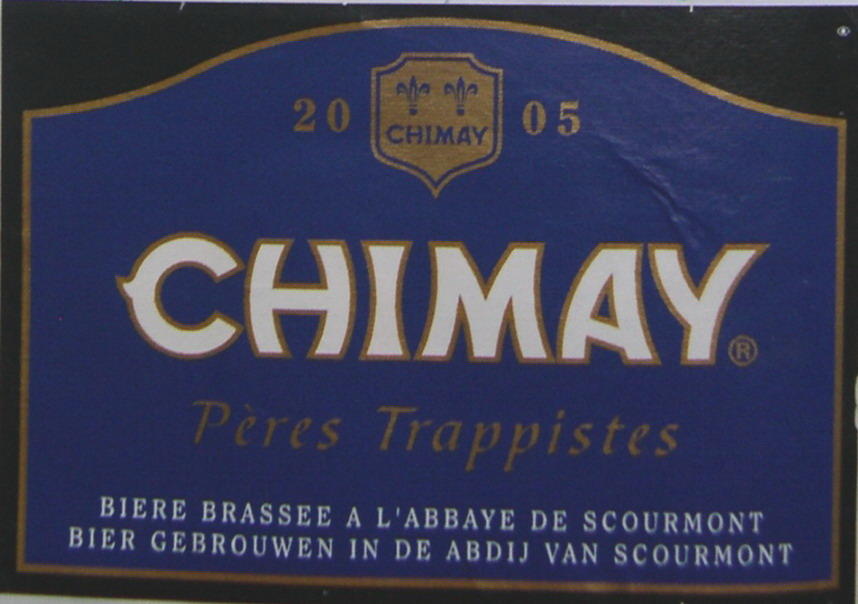 ®
20 CHIMAY 05
CHIMAY®
Pères Trappistes
BIERE BRASSEE A L'ABBAYE DE SCOURMONT
BIER GEBROUWEN IN DE ABDIJ VAN SCOURMONT